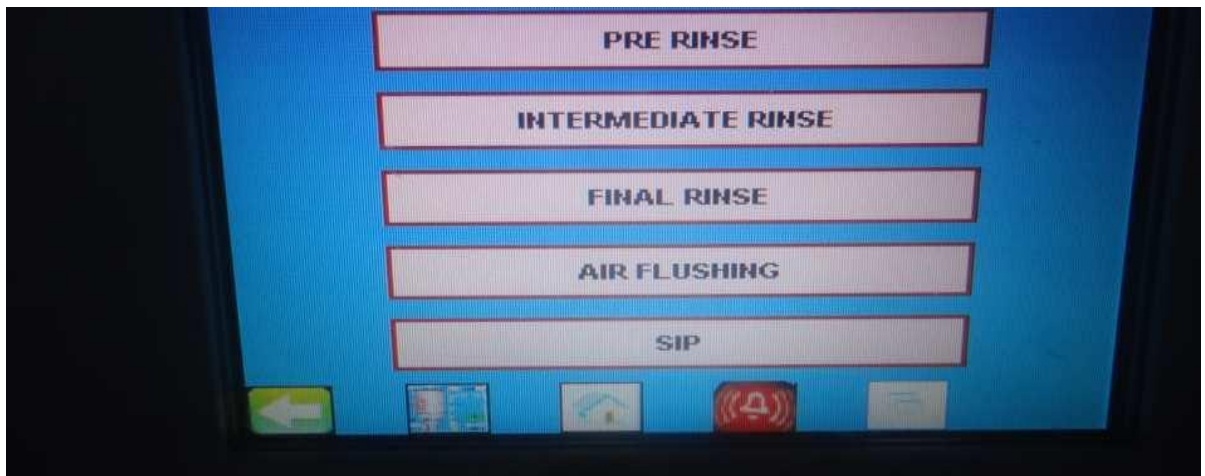 PRE RINSE
INTERMEDIATE RINSE
FINAL RINSE
AIR FLUSHING
SIP